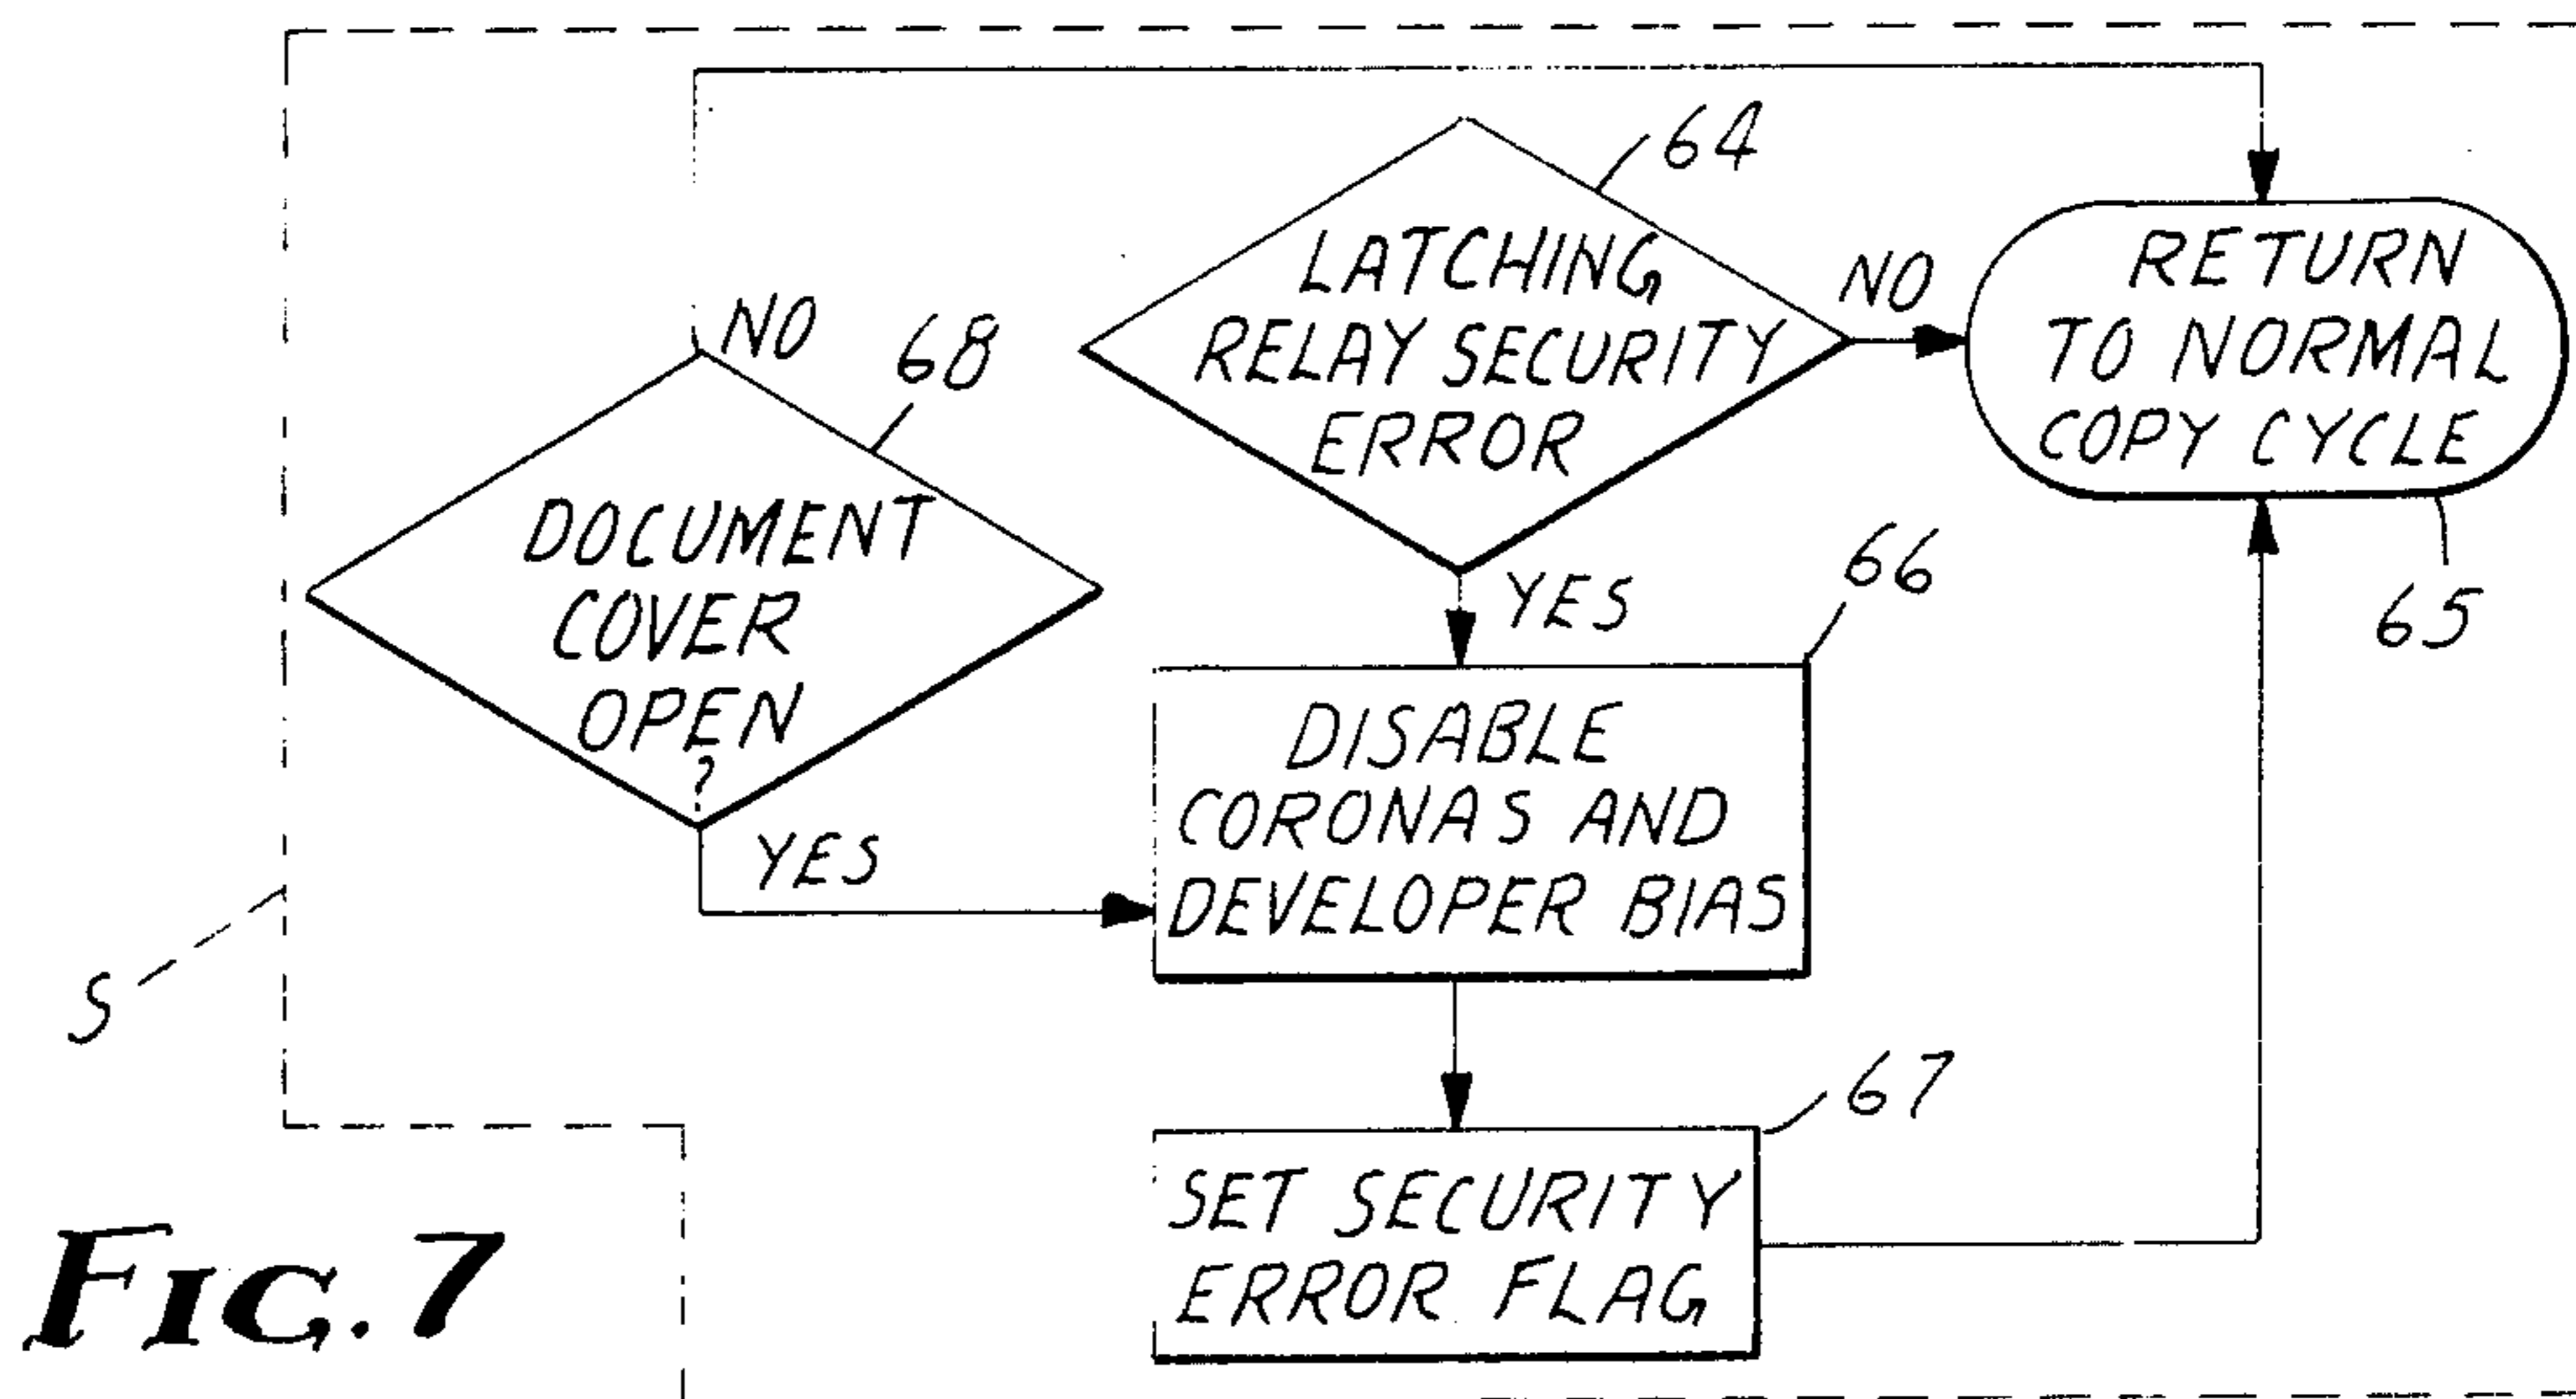 64
LATCHING
RELAY SECURITY
ERROR
NO
RETURN
TO NORMAL
COPY CYCLE
65
NO
68
DOCUMENT
COVER
OPEN
?
YES
YES
66
DISABLE
CORONAS AND
DEVELOPER BIAS
S
67
SET SECURITY
ERROR FLAG
FIG. 7